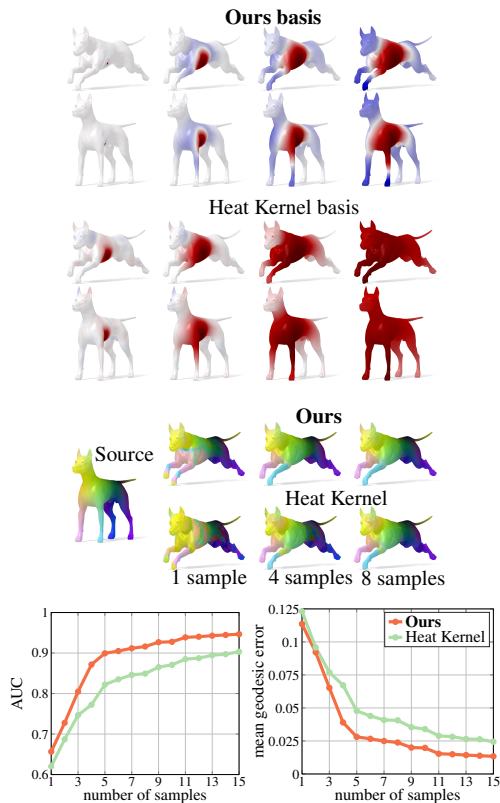 Ours basis
Heat Kernel basis
Ours
Source
Heat Kernel
1 sample 4 samples 8 samples
1
0.9
0.8
0.7
0.6
AUC
1 3 5 7 9 11 13 15
number of samples
0.125
0.1
0.075
0.05
0.025
0
mean geodesic error
Ours
Heat Kernel
1 3 5 7 9 11 13 15
number of samples